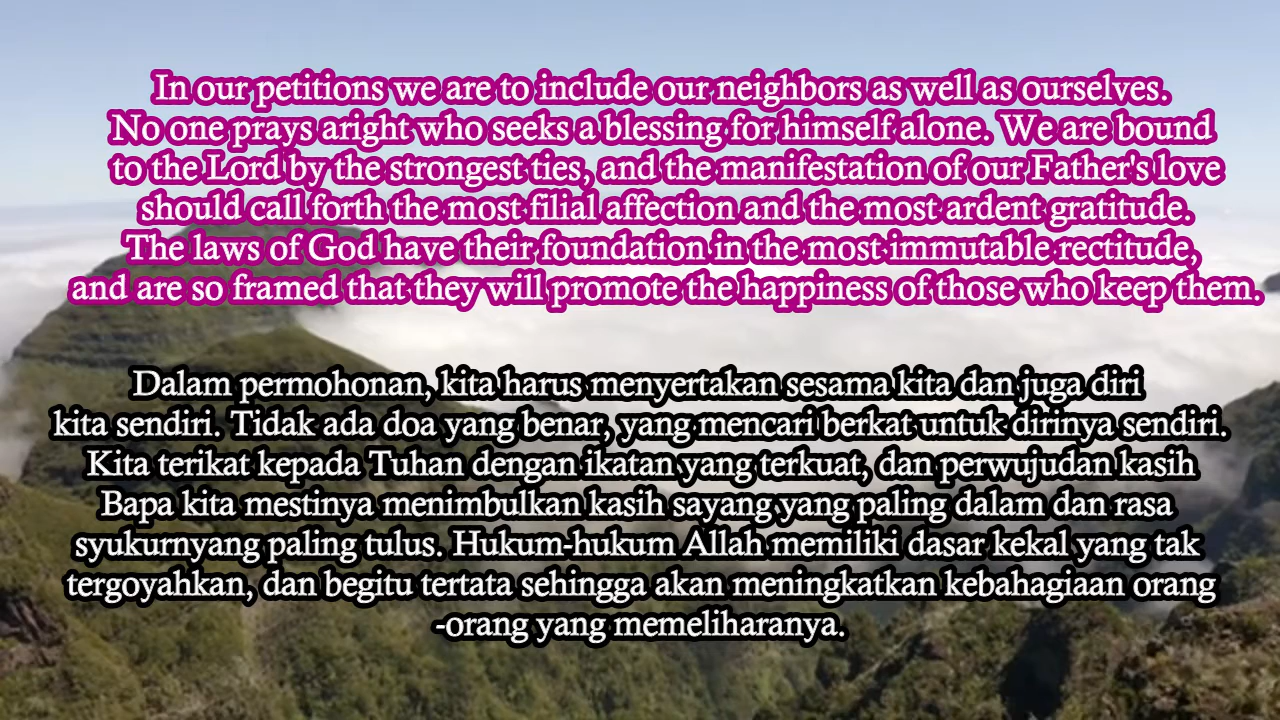 In our petitions we are to include our neighbors as well as ourselves.
No one prays aright who seeks a blessing for himself alone. We are bound
to the Lord by the strongest ties, and the manifestation of our Father's love
should call forth the most filial affection and the most ardent gratitude.
The laws of God have their foundation in the most immutable rectitude,
and are so framed that they will promote the happiness of those who keep them.
Dalam permohonan, kita harus menyertakan sesama kita dan juga diri
kita sendiri. Tidak ada doa yang benar, yang mencari berkat untuk dirinya sendiri.
Kita terikat kepada Tuhan dengan ikatan yang terkuat, dan perwujudan kasih
Bapa kita mestinya menimbulkan kasih sayang yang paling dalam dan rasa
syukurnyang paling tulus. Hukum-hukum Allah memiliki dasar kekal yang tak
tergoyahkan, dan begitu tertata sehingga akan meningkatkan kebahagiaan orang
-orang yang memeliharanya.